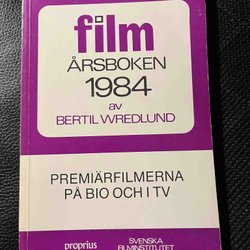 film
ÅRSBOKEN
1984
av
BERTIL WREDLUND
PREMIÄRFILMERNA
PÅ BIO OCH I TV
proprius SVENSKA
FILMINSTITUTET